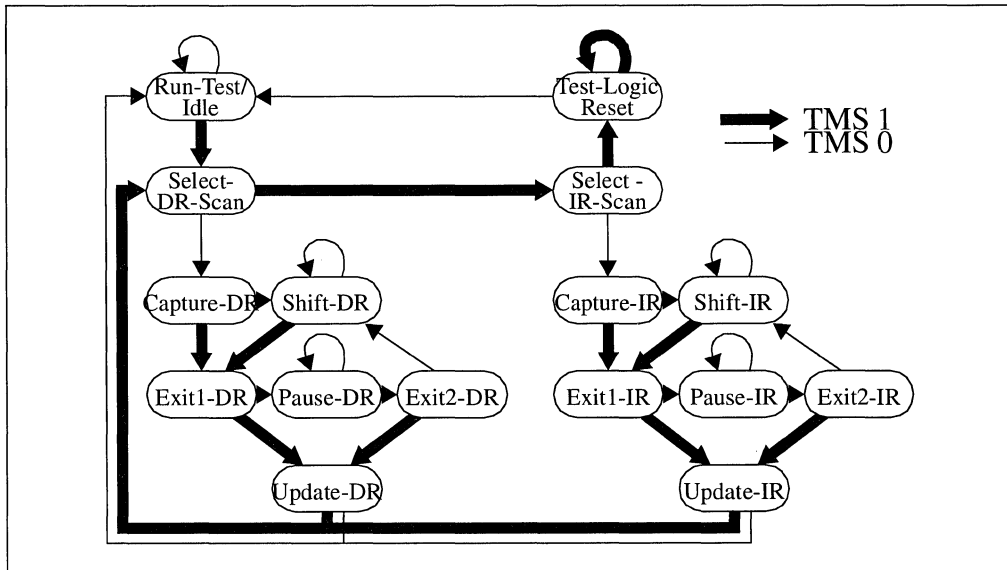 Run-Test/
Idle
Test-Logic
Reset
TMS 1
TMS 0
Select-
DR-Scan
Select -
IR-Scan
Capture-DR
Shift-DR
Capture-IR
Shift-IR
Exit1-DR
Pause-DR
Exit2-DR
Exit1-IR
Pause-IR
Exit2-IR
Update-DR
Update-IR